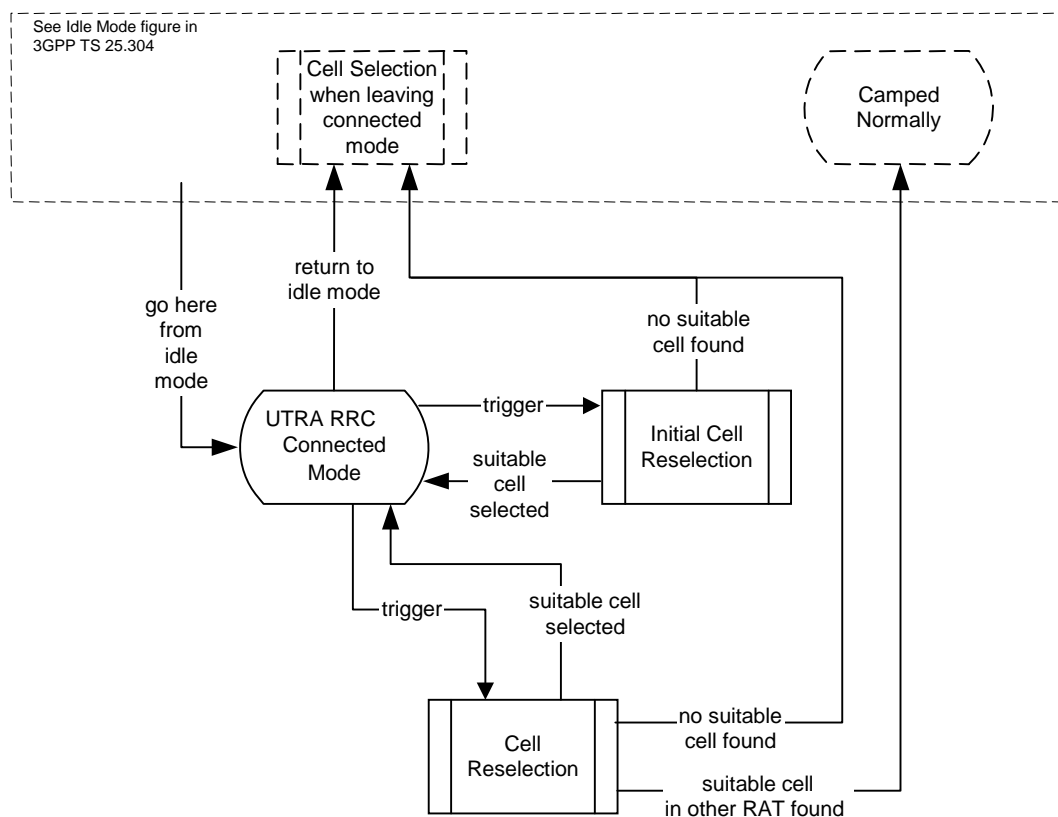 See Idle Mode figure in
3GPP TS 25.304
Cell Selection
when leaving
connected
mode
Camped
Normally
return to
idle mode
go here
from
idle
mode
no suitable
cell found
UTRA RRC
Connected
Mode
trigger
Initial Cell
Reselection
suitable
cell
selected
trigger
suitable cell
selected
Cell
Reselection
no suitable
cell found
suitable cell
in other RAT found